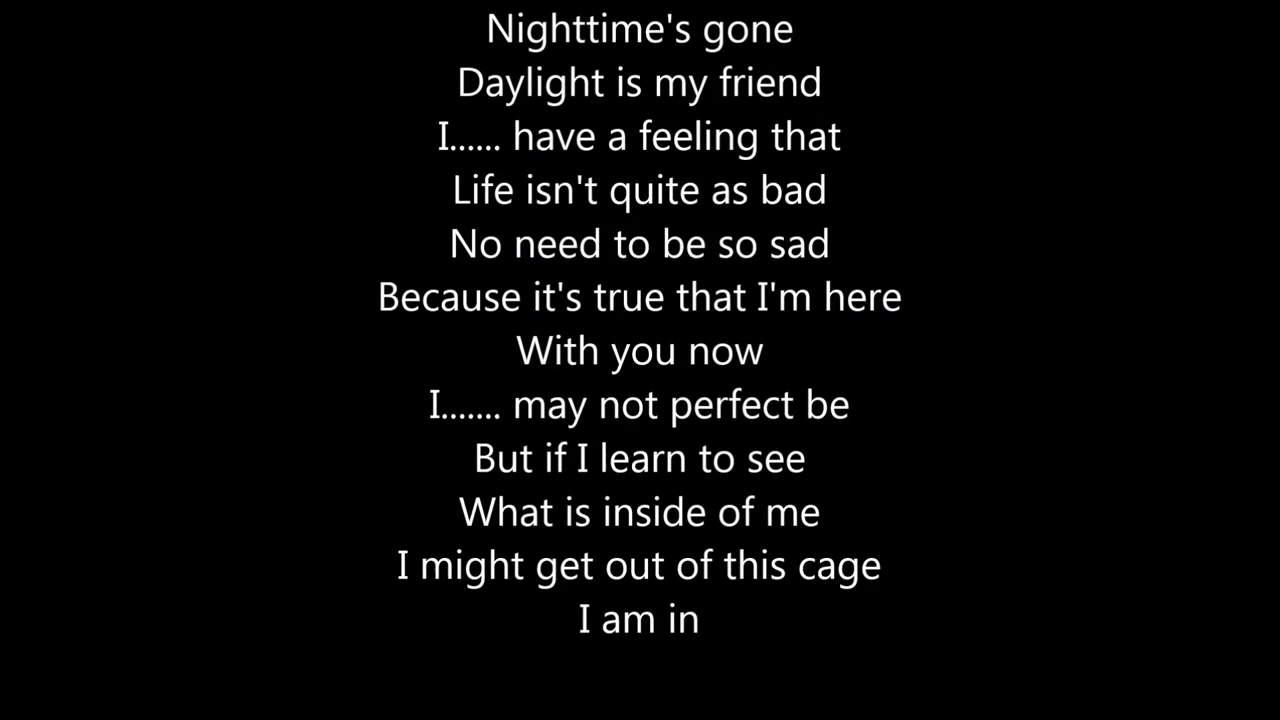 Nighttime's gone
Daylight is my friend
I...... have a feeling that
Life isn't quite as bad
No need to be so sad
Because it's true that I'm here
With you now
I....... may not perfect be
But if I learn to see
What is inside of me
I might get out of this cage
I am in